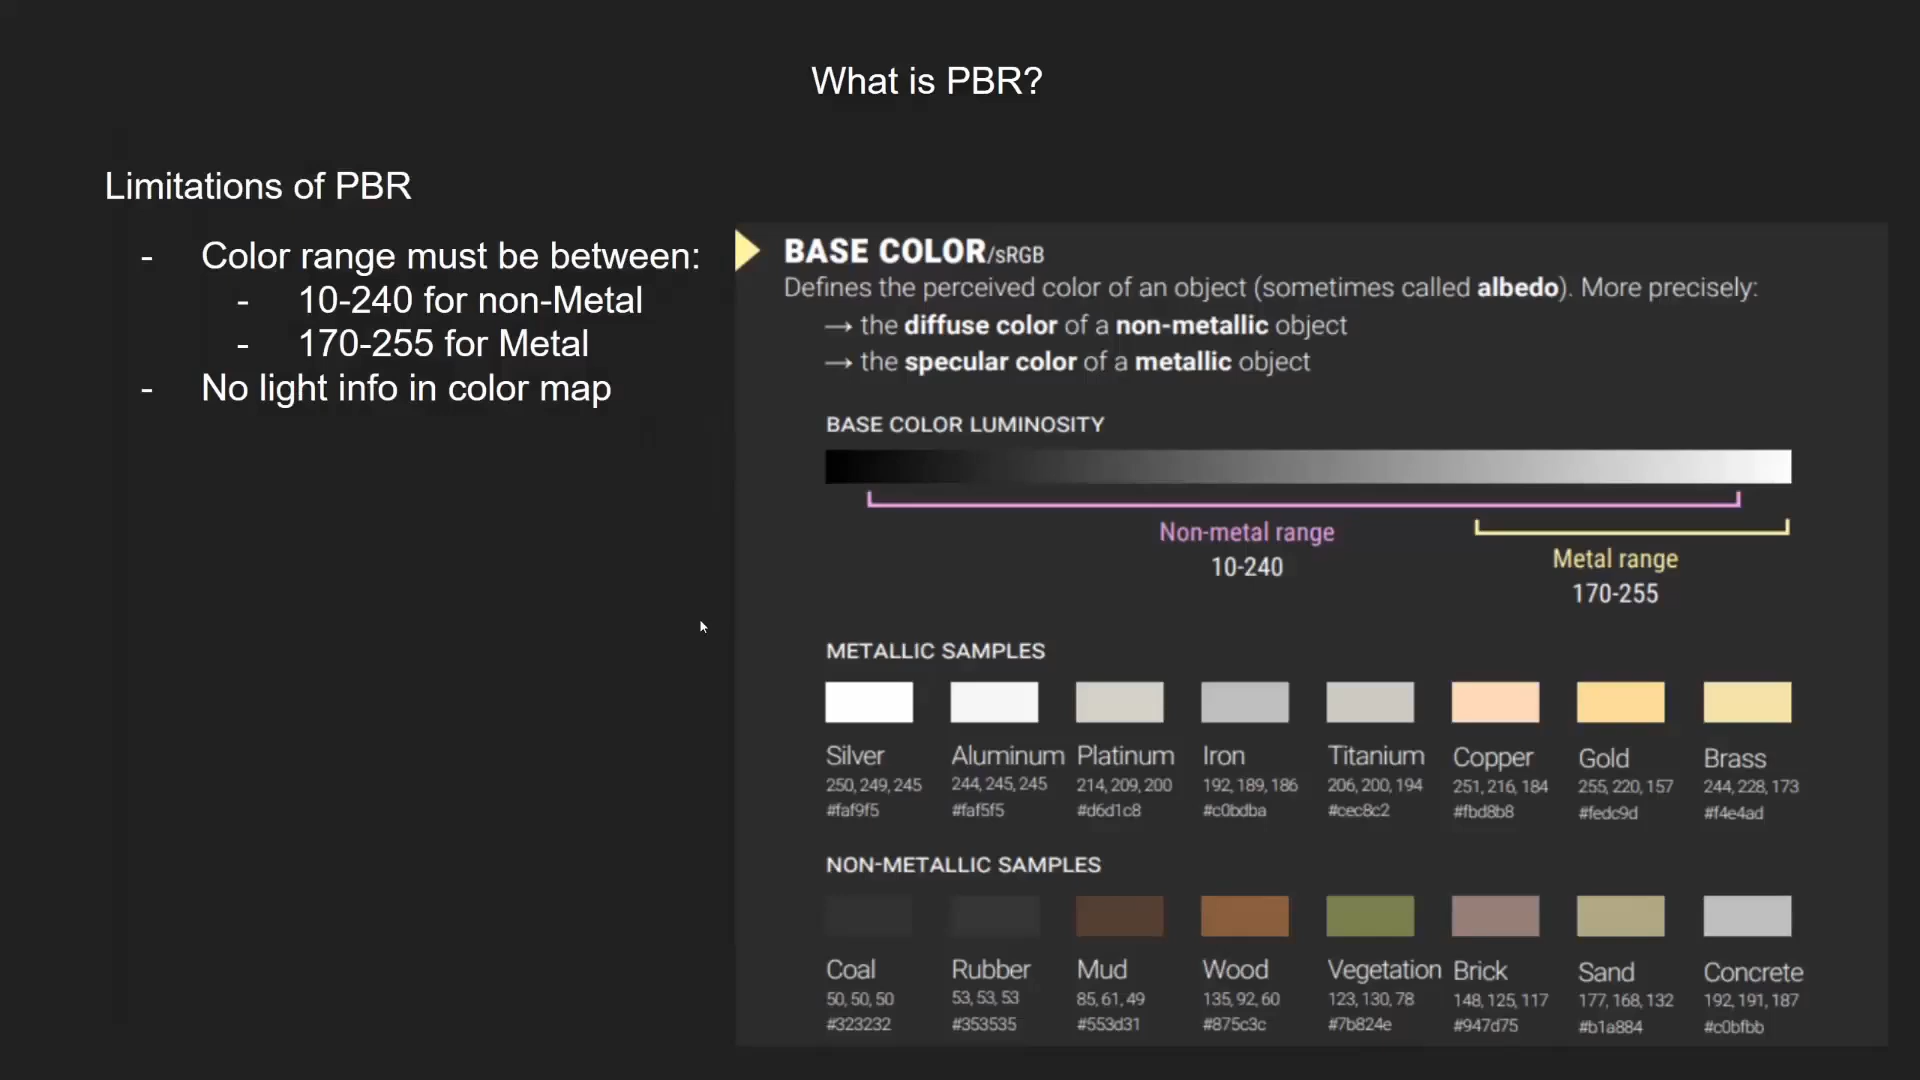 What is PBR?
Limitations of PBR
- Color range must be between:
- 10-240 for non-Metal
- 170-255 for Metal
- No light info in color map
BASE COLOR/sRGB
Defines the perceived color of an object (sometimes called albedo). More precisely:
→ the diffuse color of a non-metallic object
→ the specular color of a metallic object
BASE COLOR LUMINOSITY
Non-metal range
10-240
Metal range
170-255
METALLIC SAMPLES
Silver Aluminum Platinum Iron Titanium Copper Gold Brass
250, 249, 245 244, 245, 245 214, 209, 200 192, 189, 186 206, 200, 194 251, 216, 184 255, 220, 157 244, 228, 173
#faf9f5 #faf5f5 #d6d1c8 #c0bdba #cec8c2 #fbd8b8 #fedc9d #f4e4ad
NON-METALLIC SAMPLES
Coal Rubber Mud Wood Vegetation Brick Sand Concrete
50, 50, 50 53, 53, 53 85, 61, 49 135, 92, 60 123, 130, 78 148, 125, 117 177, 168, 132 192, 191, 187
#323232 #353535 #553d31 #875c3c #7b824e #947d75 #b1a884 #c0bfbb